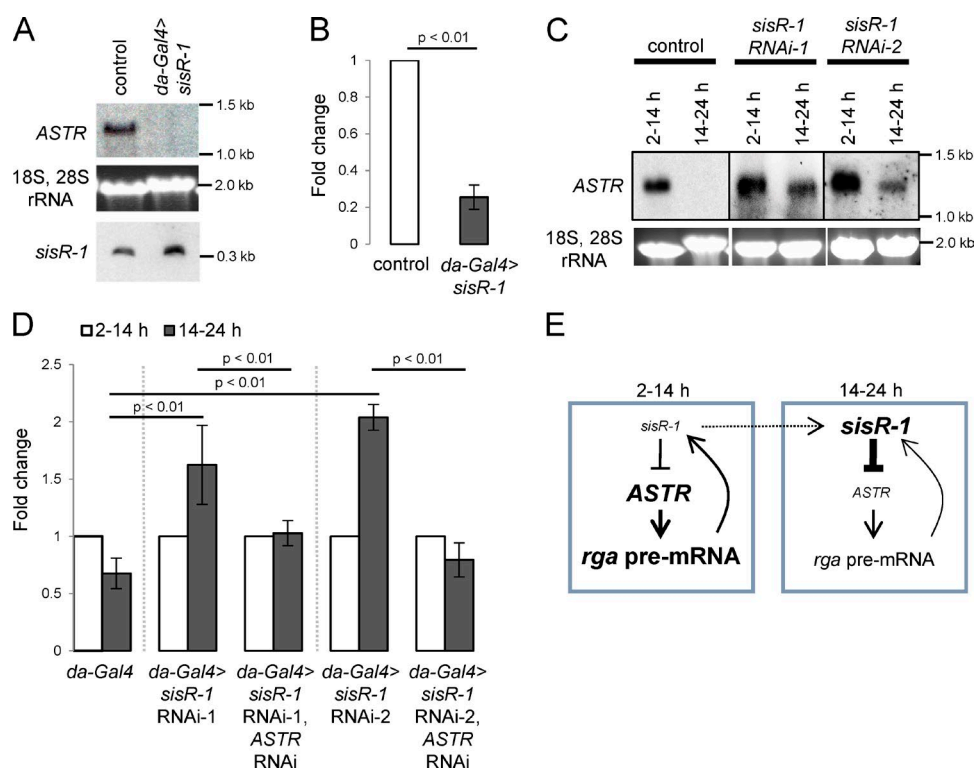 A
control
da-Gal4>
sisR-1
1.5 kb
ASTR
1.0 kb
18S, 28S
rRNA
2.0 kb
sisR-1
0.3 kb
B
p < 0.01
Fold change
1
0.8
0.6
0.4
0.2
0
control
da-Gal4>
sisR-1
C
control
sisR-1
RNAi-1
sisR-1
RNAi-2
2-14 h
14-24 h
2-14 h
14-24 h
2-14 h
14-24 h
1.5 kb
ASTR
1.0 kb
18S, 28S
rRNA
2.0 kb
D
2-14 h
14-24 h
Fold change
2.5
2
1.5
1
0.5
0
p < 0.01
p < 0.01
p < 0.01
p < 0.01
da-Gal4
da-Gal4>
sisR-1
RNAi-1
da-Gal4>
sisR-1
RNAi-1,
ASTR
RNAi
da-Gal4>
sisR-1
RNAi-2
da-Gal4>
sisR-1
RNAi-2,
ASTR
RNAi
E
2-14 h
sisR-1
ASTR
rga pre-mRNA
14-24 h
sisR-1
ASTR
rga pre-mRNA